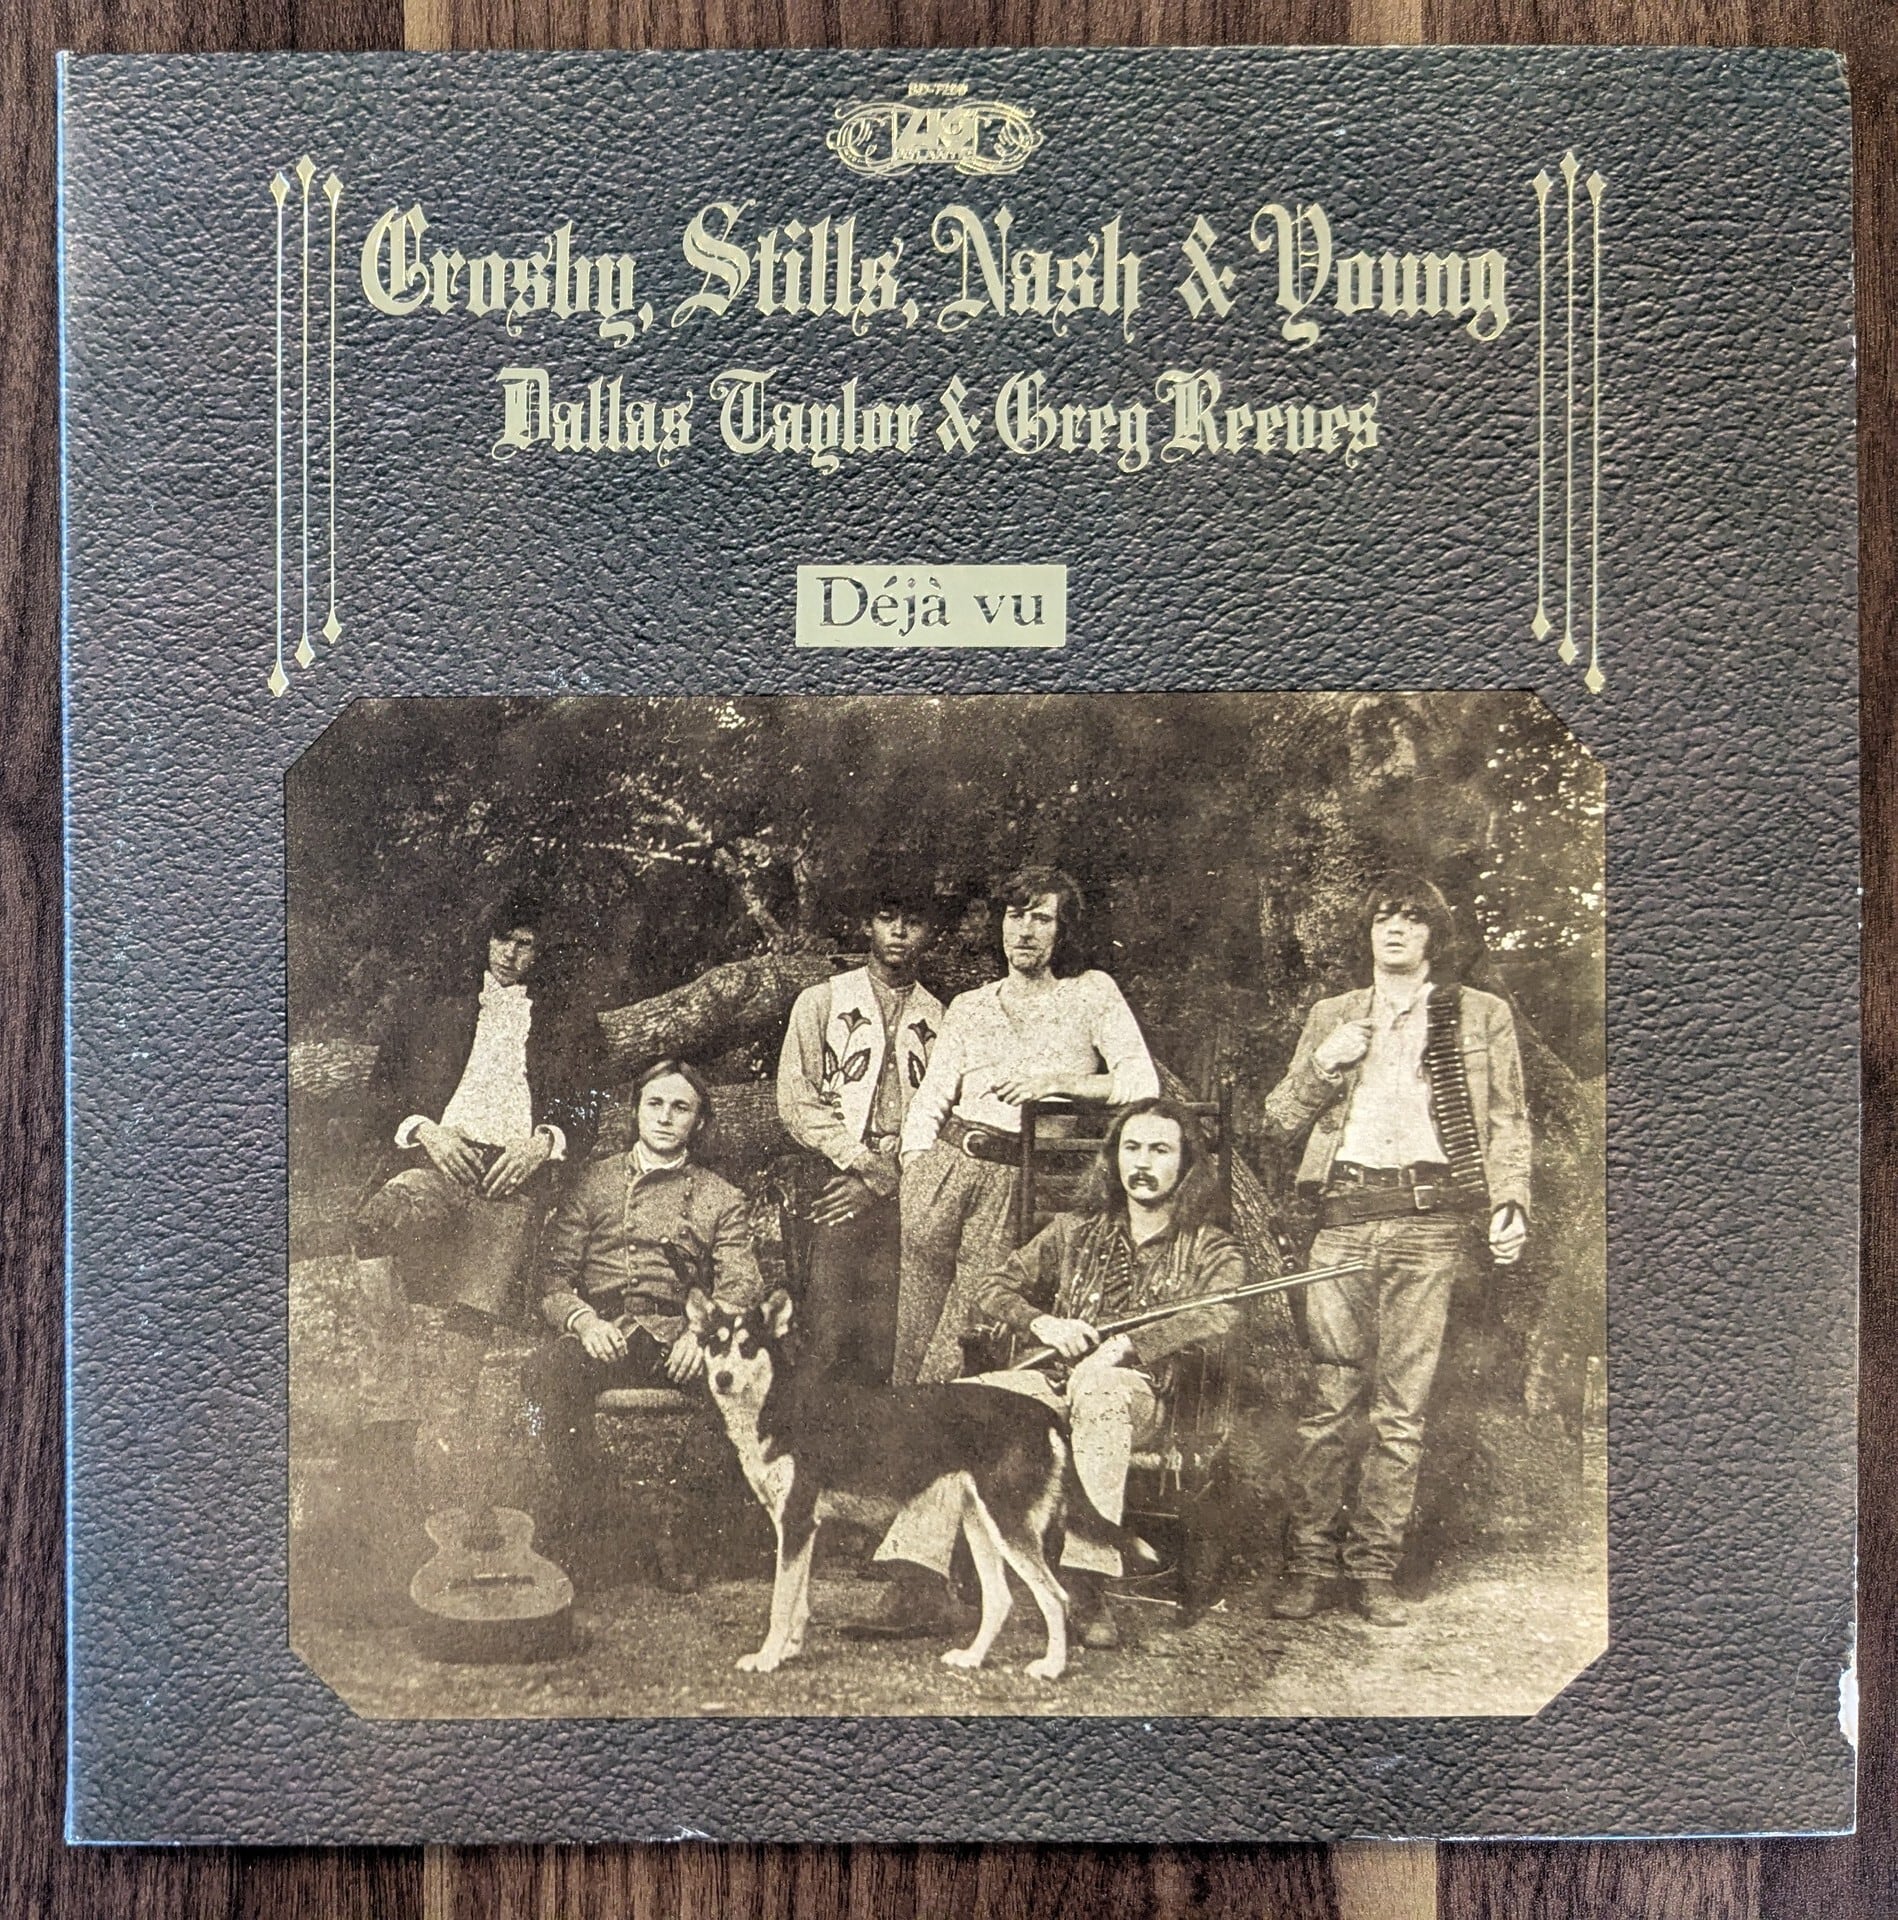 Crosby, Stills, Nash & Young
Dallas Taylor & Greg Reeves
Déjà vu